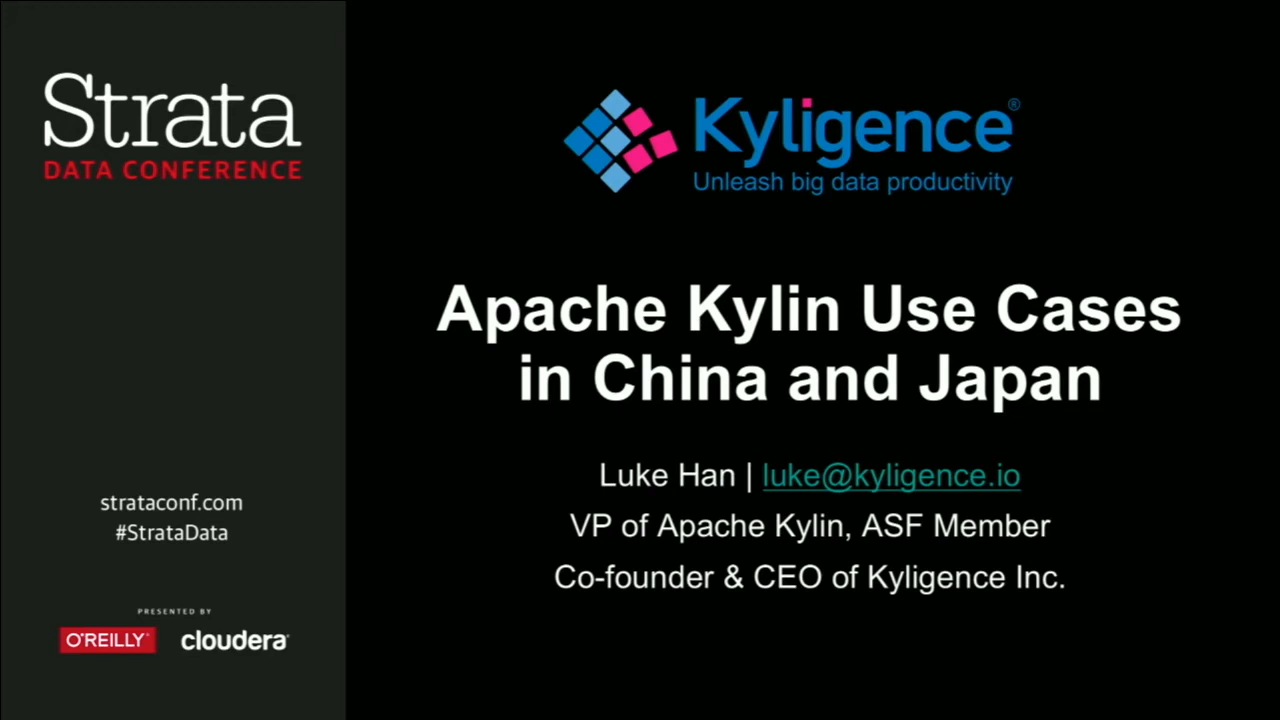 Strata
DATA CONFERENCE
strataconf.com
#StrataData
PRESENTED BY
O'REILLY®
cloudera®
Kyligence®
Unleash big data productivity
Apache Kylin Use Cases
in China and Japan
Luke Han | luke@kyligence.io
VP of Apache Kylin, ASF Member
Co-founder & CEO of Kyligence Inc.